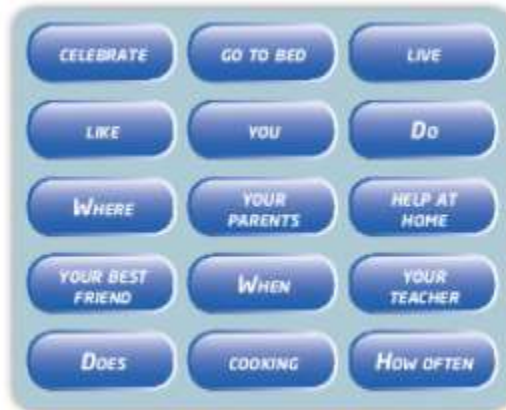 CELEBRATE
GO TO BED
LIVE
LIKE
YOU
DO
WHERE
YOUR
PARENTS
HELP AT
HOME
YOUR BEST
FRIEND
WHEN
YOUR
TEACHER
DOES
COOKING
HOW OFTEN